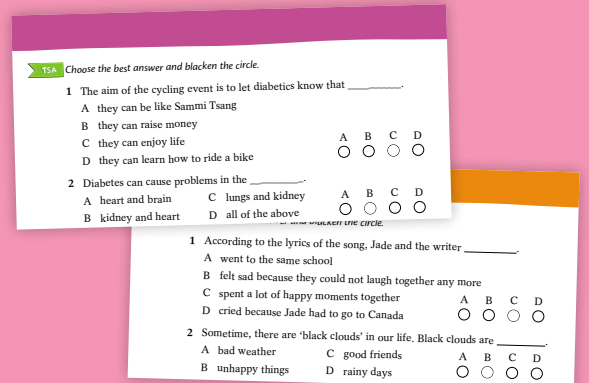 TSA Choose the best answer and blacken the circle.
1 The aim of the cycling event is to let diabetics know that __________.
A they can be like Sammi Tsang
B they can raise money
C they can enjoy life
D they can learn how to ride a bike
A B C D
2 Diabetes can cause problems in the __________.
A heart and brain C lungs and kidney
B kidney and heart D all of the above
A B C D
and blacken the circle.
1 According to the lyrics of the song, Jade and the writer __________.
A went to the same school
B felt sad because they could not laugh together any more
C spent a lot of happy moments together
D cried because Jade had to go to Canada
A B C D
2 Sometime, there are ‘black clouds’ in our life. Black clouds are __________.
A bad weather C good friends
B unhappy things D rainy days
A B C D